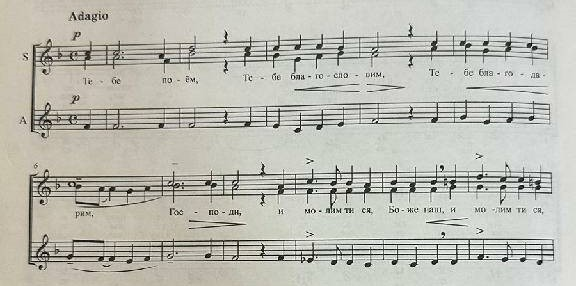 Adagio
p
S
Те - бе по - ём, Те - бе бла - го - сло - вим, Те - бе бла - го - да -
p
A
6
рим, Гос - по - ди, и мо - лим ти ся, Бо - же наш, и мо - лим ти ся,